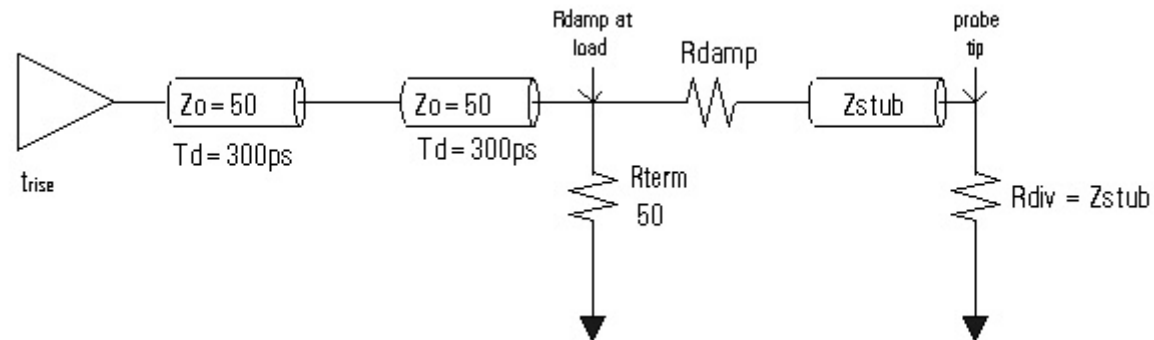 Rdamp at
load
probe
tip
Rdamp
Zo = 50
Zo = 50
Zstub
Td = 300ps
Td = 300ps
trise
Rterm
50
Rdiv = Zstub